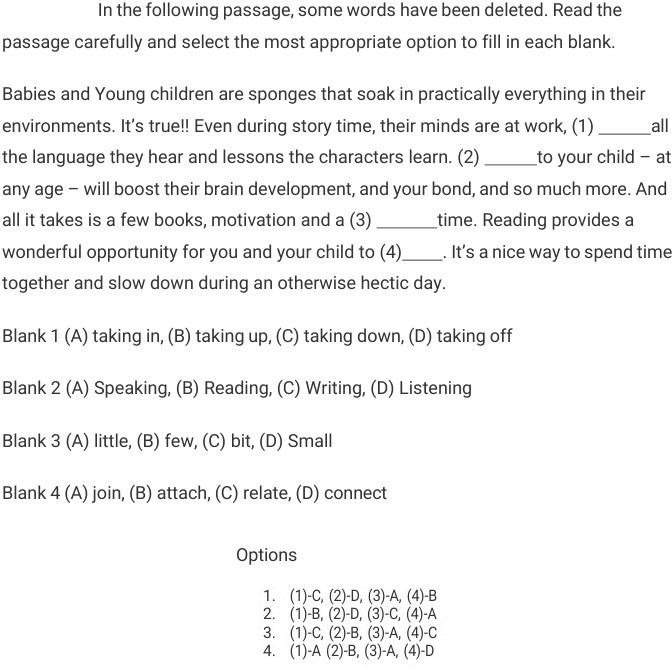 In the following passage, some words have been deleted. Read the
passage carefully and select the most appropriate option to fill in each blank.
Babies and Young children are sponges that soak in practically everything in their
environments. It's true!! Even during story time, their minds are at work, (1) ______all
the language they hear and lessons the characters learn. (2) ______to your child – at
any age – will boost their brain development, and your bond, and so much more. And
all it takes is a few books, motivation and a (3) _______time. Reading provides a
wonderful opportunity for you and your child to (4)____. It's a nice way to spend time
together and slow down during an otherwise hectic day.
Blank 1 (A) taking in, (B) taking up, (C) taking down, (D) taking off
Blank 2 (A) Speaking, (B) Reading, (C) Writing, (D) Listening
Blank 3 (A) little, (B) few, (C) bit, (D) Small
Blank 4 (A) join, (B) attach, (C) relate, (D) connect
Options
1. (1)-C, (2)-D, (3)-A, (4)-B
2. (1)-B, (2)-D, (3)-C, (4)-A
3. (1)-C, (2)-B, (3)-A, (4)-C
4. (1)-A (2)-B, (3)-A, (4)-D